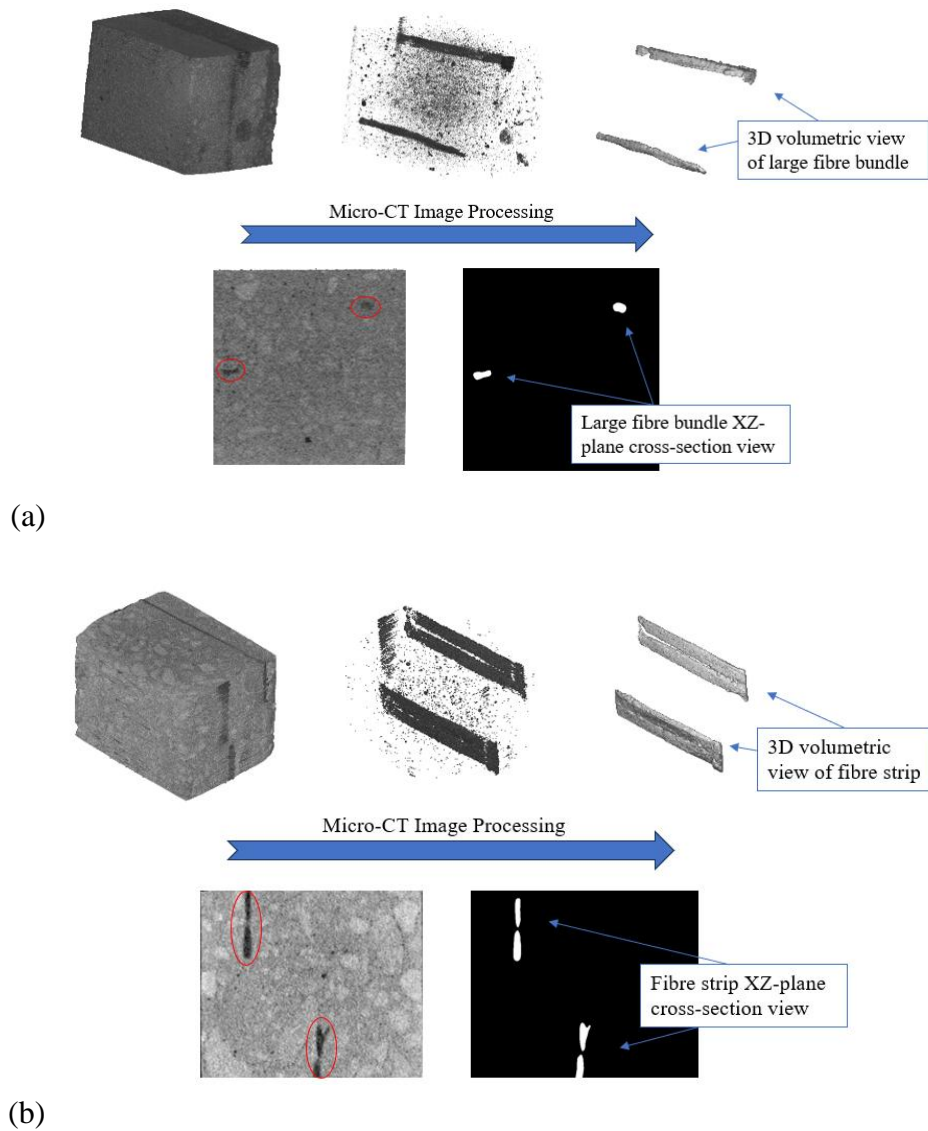 3D volumetric view
of large fibre bundle
Micro-CT Image Processing
Large fibre bundle XZ-
plane cross-section view
(a)
3D volumetric
view of fibre strip
Micro-CT Image Processing
Fibre strip XZ-plane
cross-section view
(b)